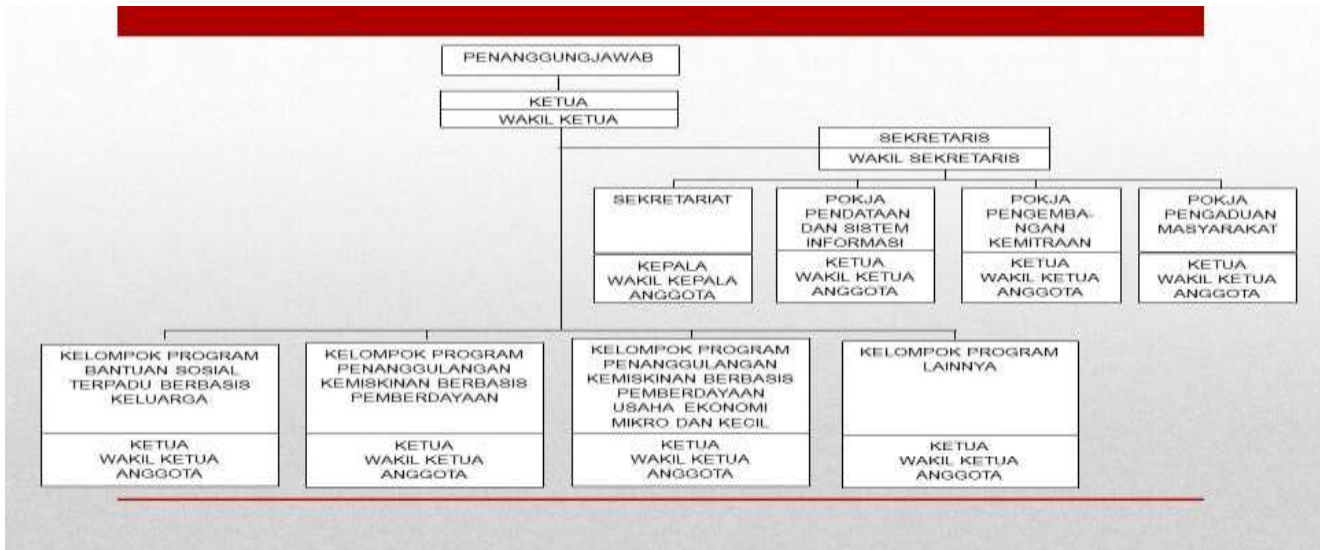 PENANGGUNGJAWAB
KETUA
WAKIL KETUA
SEKRETARIS
WAKIL SEKRETARIS
SEKRETARIAT
KEPALA
WAKIL KEPALA
ANGGOTA
POKJA
PENDATAAN
DAN SISTEM
INFORMASI
KETUA
WAKIL KETUA
ANGGOTA
POKJA
PENGEMBA-
NGAN
KEMITRAAN
KETUA
WAKIL KETUA
ANGGOTA
POKJA
PENGADUAN
MASYARAKAT
KETUA
WAKIL KETUA
ANGGOTA
KELOMPOK PROGRAM
BANTUAN SOSIAL
TERPADU BERBASIS
KELUARGA
KETUA
WAKIL KETUA
ANGGOTA
KELOMPOK PROGRAM
PENANGGULANGAN
KEMISKINAN BERBASIS
PEMBERDAYAAN
KETUA
WAKIL KETUA
ANGGOTA
KELOMPOK PROGRAM
PENANGGULANGAN
KEMISKINAN BERBASIS
PEMBERDAYAAN
USAHA EKONOMI
MIKRO DAN KECIL
KETUA
WAKIL KETUA
ANGGOTA
KELOMPOK PROGRAM
LAINNYA
KETUA
WAKIL KETUA
ANGGOTA